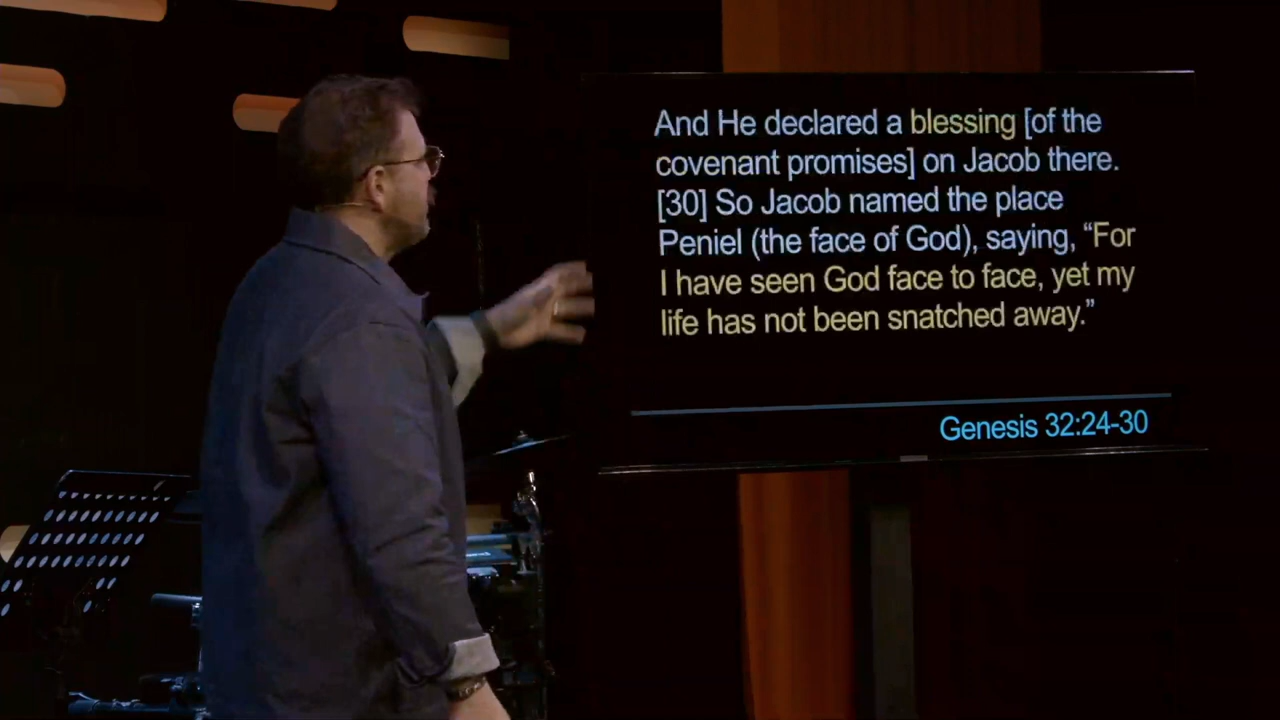 And He declared a blessing [of the
covenant promises] on Jacob there.
[30] So Jacob named the place
Peniel (the face of God), saying, “For
I have seen God face to face, yet my
life has not been snatched away.”
Genesis 32:24-30